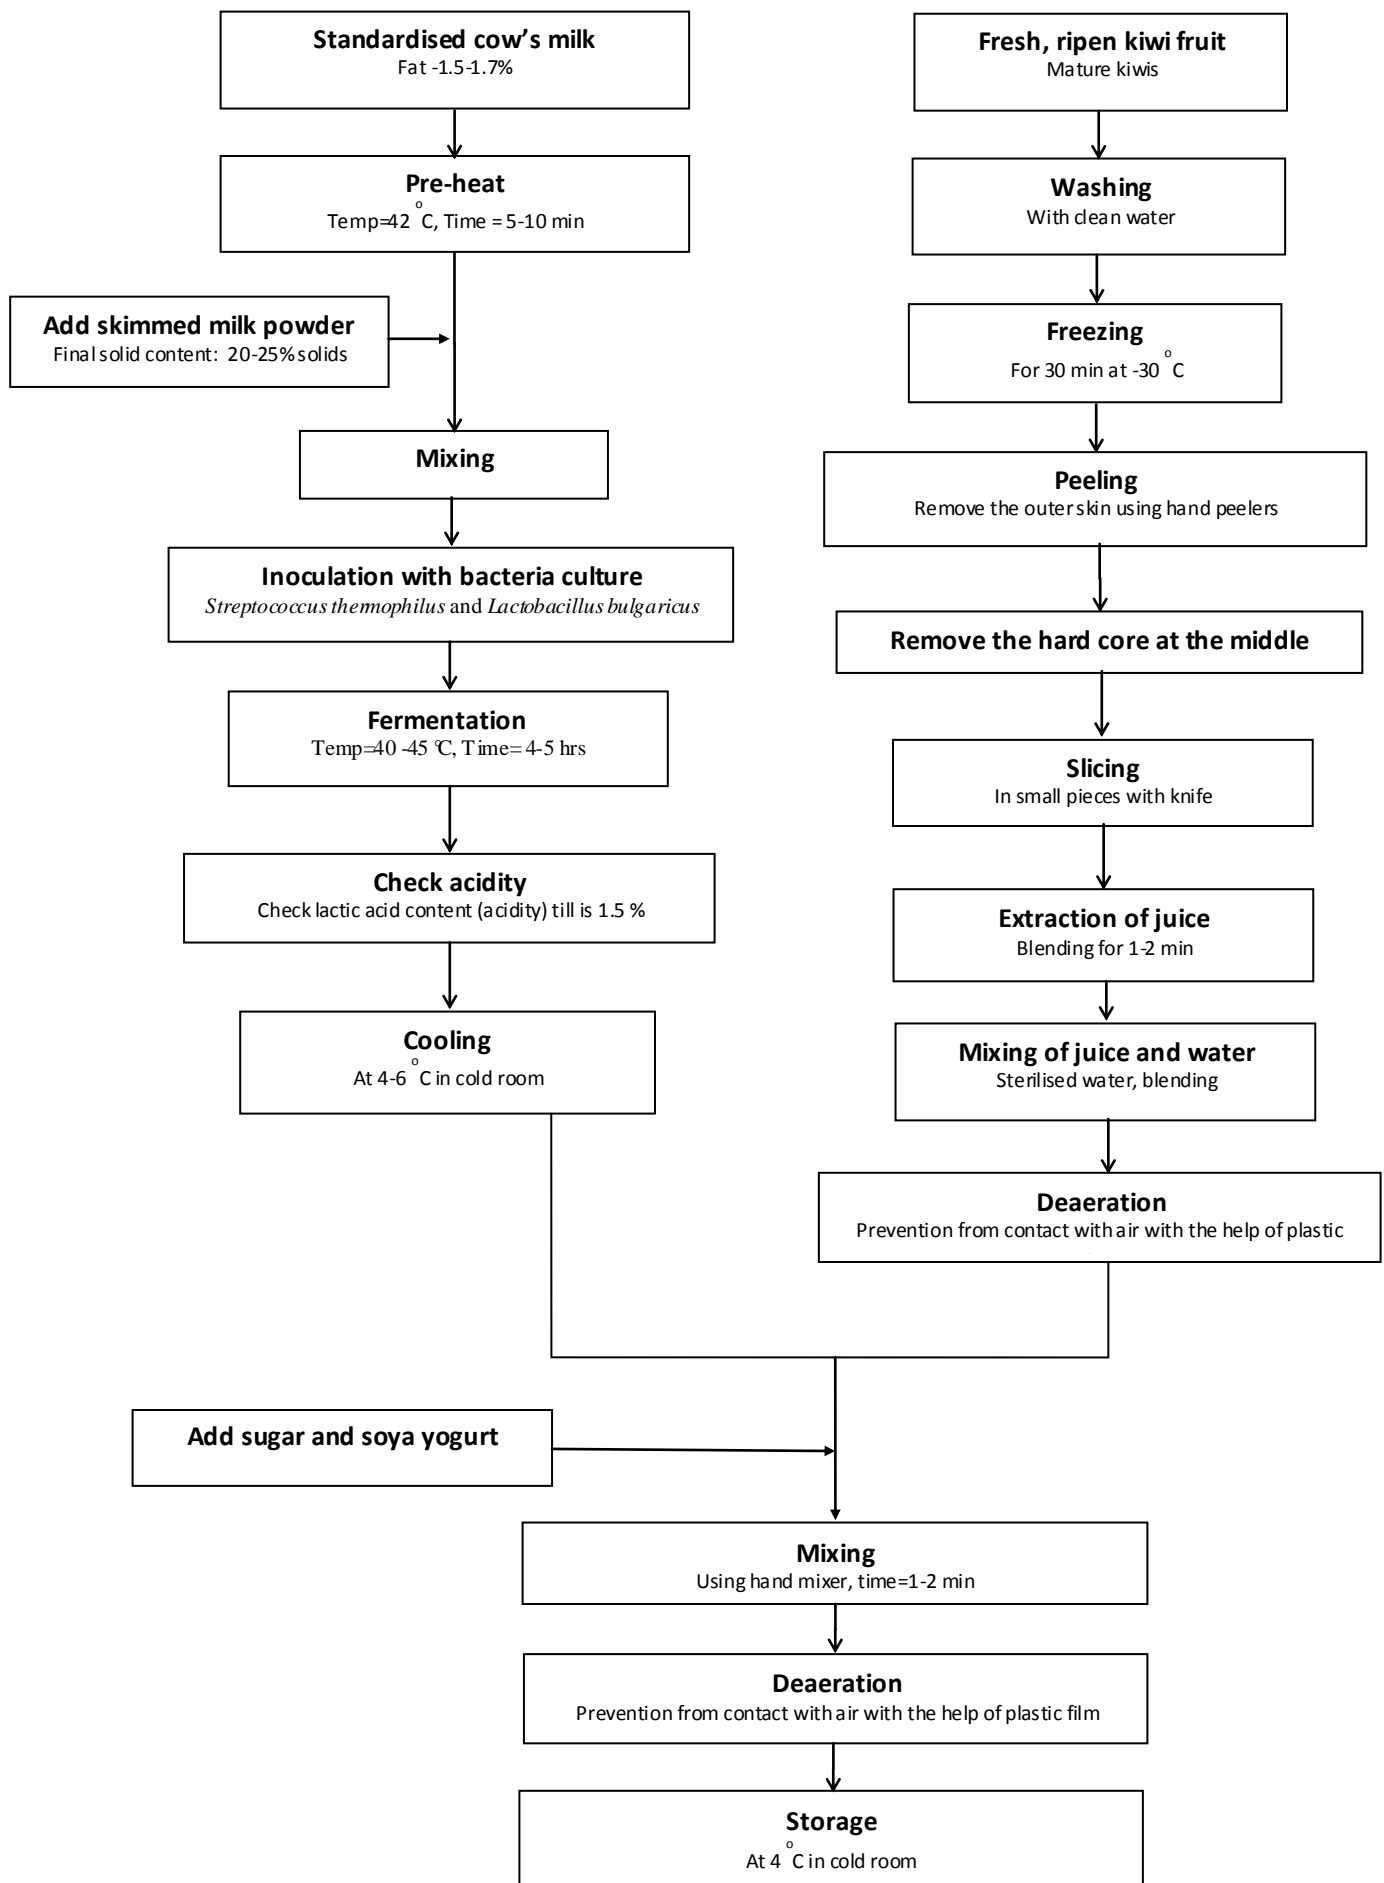 Standardised cow's milk
Fat -1.5-1.7%
Pre-heat
Temp=42 °C, Time = 5-10 min
Add skimmed milk powder
Final solid content: 20-25% solids
Mixing
Inoculation with bacteria culture
Streptococcus thermophilus and Lactobacillus bulgaricus
Fermentation
Temp=40 -45 °C, Time= 4-5 hrs
Check acidity
Check lactic acid content (acidity) till is 1.5 %
Cooling
At 4-6 °C in cold room
Fresh, ripen kiwi fruit
Mature kiwis
Washing
With clean water
Freezing
For 30 min at -30 °C
Peeling
Remove the outer skin using hand peelers
Remove the hard core at the middle
Slicing
In small pieces with knife
Extraction of juice
Blending for 1-2 min
Mixing of juice and water
Sterilised water, blending
Deaeration
Prevention from contact with air with the help of plastic
Add sugar and soya yogurt
Mixing
Using hand mixer, time=1-2 min
Deaeration
Prevention from contact with air with the help of plastic film
Storage
At 4 °C in cold room